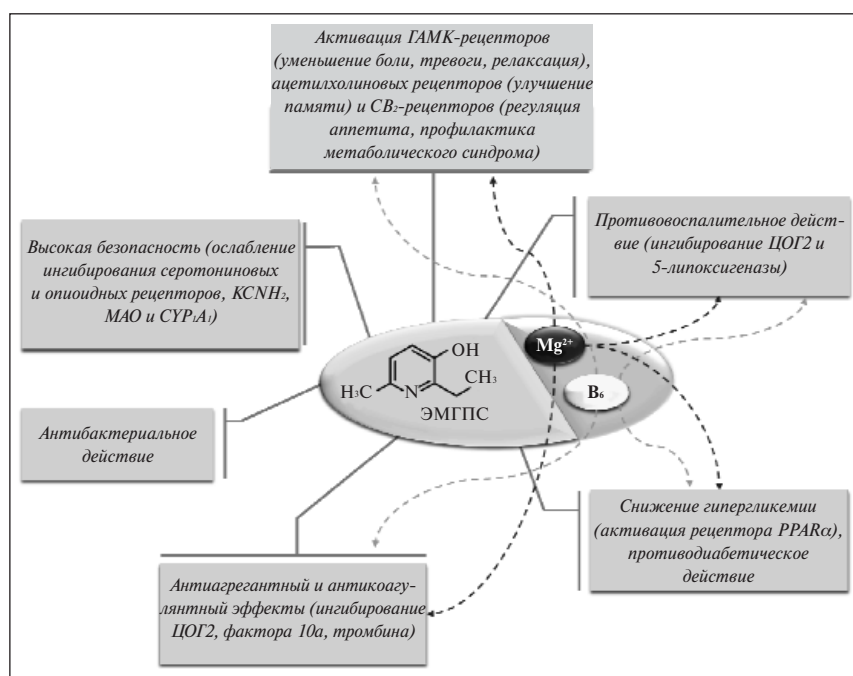 Активация ГАМК-рецепторов
(уменьшение боли, тревоги, релаксация),
ацетилхолиновых рецепторов (улучшение
памяти) и CB₂-рецепторов (регуляция
аппетита, профилактика
метаболического синдрома)
Противовоспалительное дейст-
вие (ингибирование ЦОГ2 и
5-липоксигеназы)
Высокая безопасность (ослабление
ингибирования серотониновых
и опиоидных рецепторов, KCNH₂,
МАО и CYP₁A₁)
Mg²⁺
OH
CH₃
H₃C
N
B₆
ЭМГПС
Антибактериальное
действие
Снижение гипергликемии
(активация рецептора PPARα),
противодиабетическое
действие
Антиагрегантный и антикоагу-
лянтный эффекты (ингибирование
ЦОГ2, фактора 10а, тромбина)